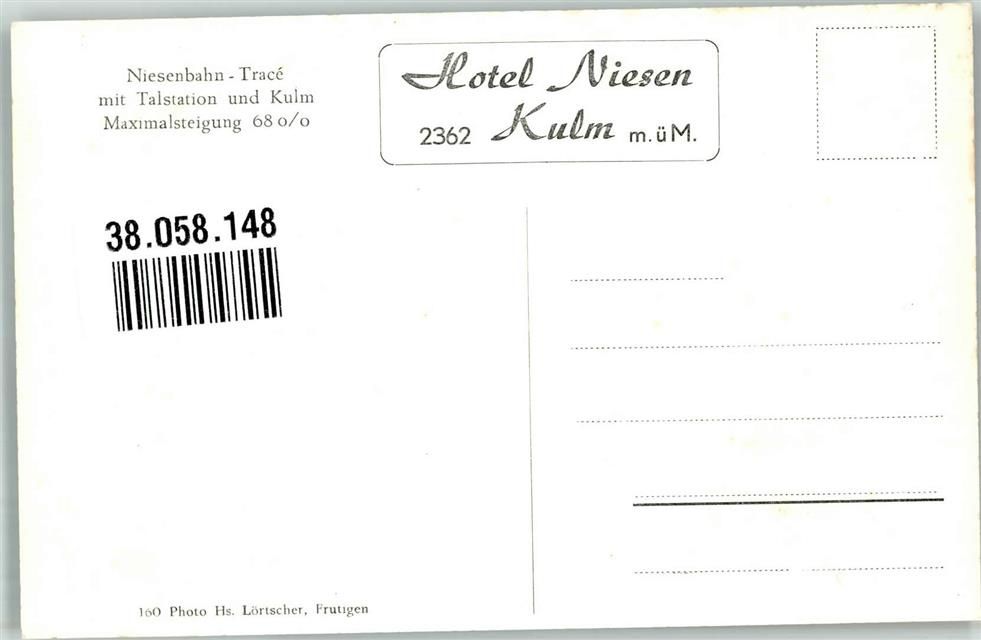 Niesenbahn - Tracé
mit Talstation und Kulm
Maximalsteigung 68 o/o
Hotel Niesen
2362 Kulm m.üM.
38.058.148
160 Photo Hs. Lörtscher, Frutigen